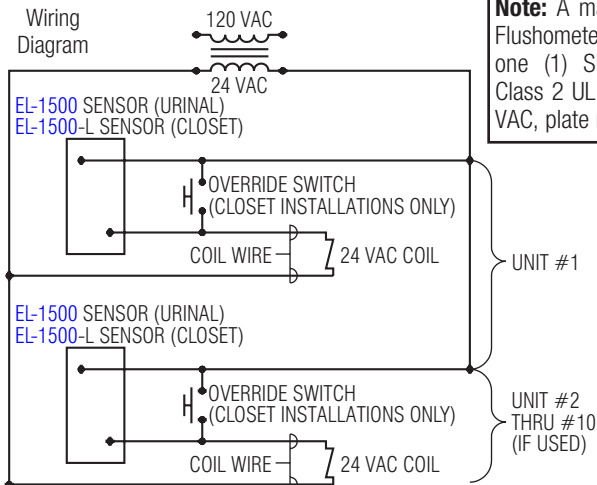 Wiring
Diagram
120 VAC
24 VAC
Note: A
Flushomete
one (1) S
Class 2 UL
VAC, plate
EL-1500 SENSOR (URINAL)
EL-1500-L SENSOR (CLOSET)
OVERRIDE SWITCH
(CLOSET INSTALLATIONS ONLY)
COIL WIRE
24 VAC COIL
UNIT #1
EL-1500 SENSOR (URINAL)
EL-1500-L SENSOR (CLOSET)
OVERRIDE SWITCH
(CLOSET INSTALLATIONS ONLY)
COIL WIRE
24 VAC COIL
UNIT #2
THRU #10
(IF USED)